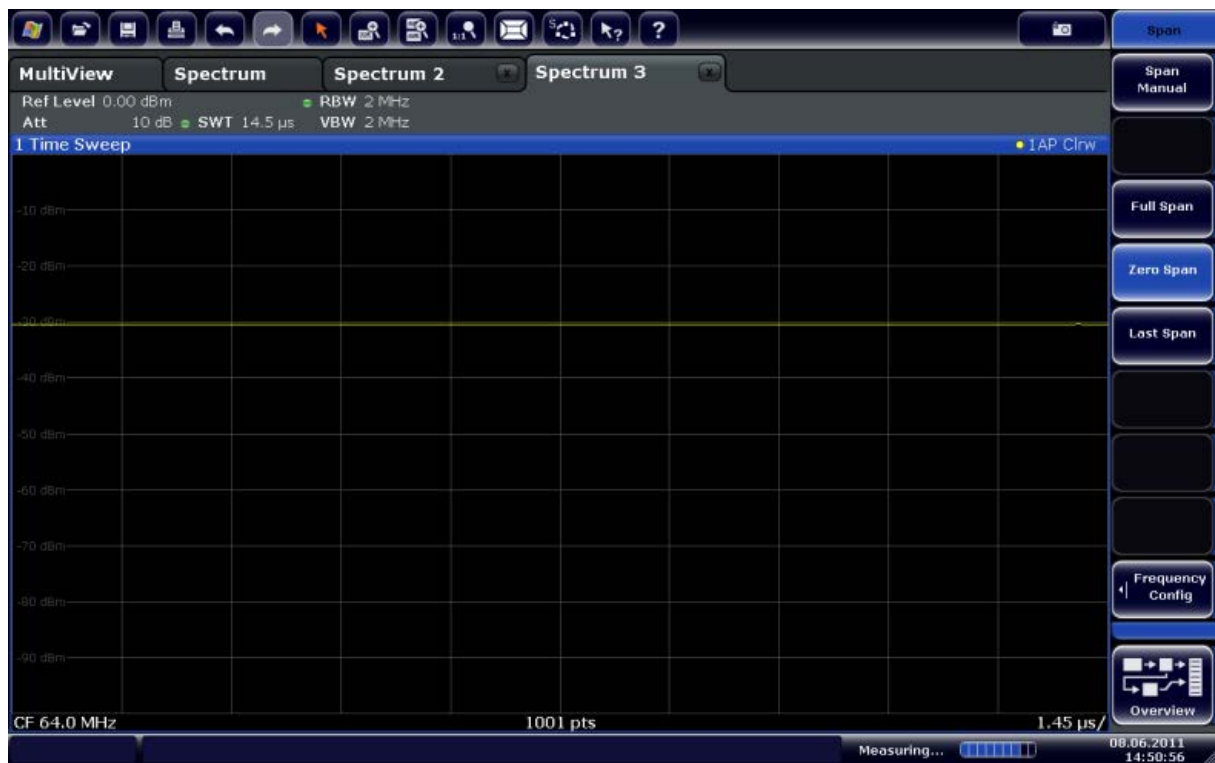 1:1
S
?
?
Span
MultiView
Spectrum
Spectrum 2
x
Spectrum 3
x
Span
Manual
Ref Level 0.00 dBm
RBW 2 MHz
Att 10 dB SWT 14.5 µs VBW 2 MHz
1 Time Sweep
1AP Clrw
-10 dBm
Full Span
-20 dBm
Zero Span
-30 dBm
Last Span
-40 dBm
-50 dBm
-60 dBm
-70 dBm
-80 dBm
Frequency
Config
-90 dBm
Overview
CF 64.0 MHz
1001 pts
1.45 µs/
Measuring...
08.06.2011
14:50:56